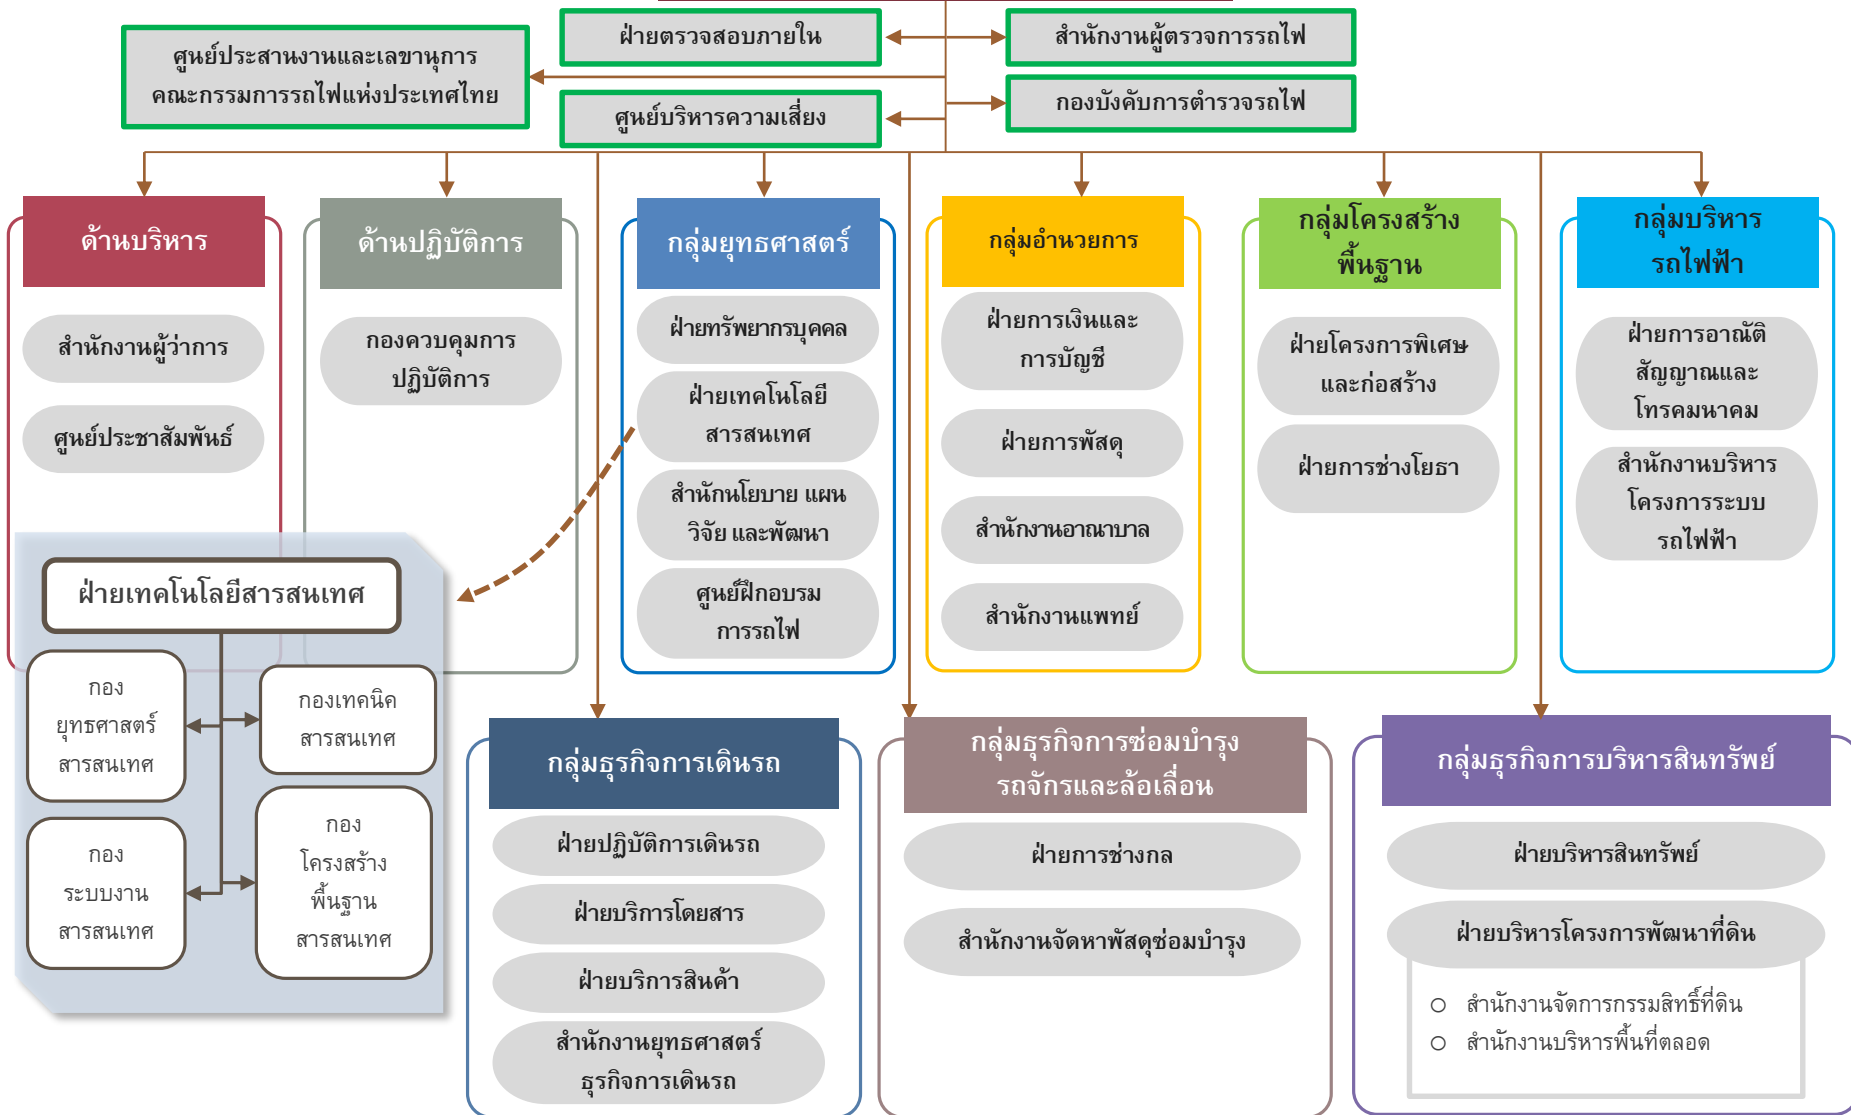 ฝ่ายตรวจสอบภายใน
สำนักงานผู้ตรวจการรถไฟ
ศูนย์ประสานงานและเลขานุการ
คณะกรรมการรถไฟแห่งประเทศไทย
ศูนย์บริหารความเสี่ยง
กองบังคับการตำรวจรถไฟ
ด้านบริหาร
สำนักงานผู้ว่าการ
ศูนย์ประชาสัมพันธ์
ด้านปฏิบัติการ
กองควบคุมการ
ปฏิบัติการ
กลุ่มยุทธศาสตร์
ฝ่ายทรัพยากรบุคคล
ฝ่ายเทคโนโลยี
สารสนเทศ
สำนักนโยบาย แผน
วิจัย และพัฒนา
ศูนย์ฝึกอบรม
การรถไฟ
กลุ่มอำนวยการ
ฝ่ายการเงินและ
การบัญชี
ฝ่ายการพัสดุ
สำนักงานอาณาบาล
สำนักงานแพทย์
กลุ่มโครงสร้าง
พื้นฐาน
ฝ่ายโครงการพิเศษ
และก่อสร้าง
ฝ่ายการช่างโยธา
กลุ่มบริหาร
รถไฟฟ้า
ฝ่ายการอาณัติ
สัญญาณและ
โทรคมนาคม
สำนักงานบริหาร
โครงการระบบ
รถไฟฟ้า
ฝ่ายเทคโนโลยีสารสนเทศ
กอง
ยุทธศาสตร์
สารสนเทศ
กองเทคนิค
สารสนเทศ
กอง
ระบบงาน
สารสนเทศ
กอง
โครงสร้าง
พื้นฐาน
สารสนเทศ
กลุ่มธุรกิจการเดินรถ
ฝ่ายปฏิบัติการเดินรถ
ฝ่ายบริการโดยสาร
ฝ่ายบริการสินค้า
สำนักงานยุทธศาสตร์
ธุรกิจการเดินรถ
กลุ่มธุรกิจการซ่อมบำรุง
รถจักรและล้อเลื่อน
ฝ่ายการช่างกล
สำนักงานจัดหาพัสดุซ่อมบำรุง
กลุ่มธุรกิจการบริหารสินทรัพย์
ฝ่ายบริหารสินทรัพย์
ฝ่ายบริหารโครงการพัฒนาที่ดิน
สำนักงานจัดการกรรมสิทธิ์ที่ดิน
สำนักงานบริหารพื้นที่ตลอด